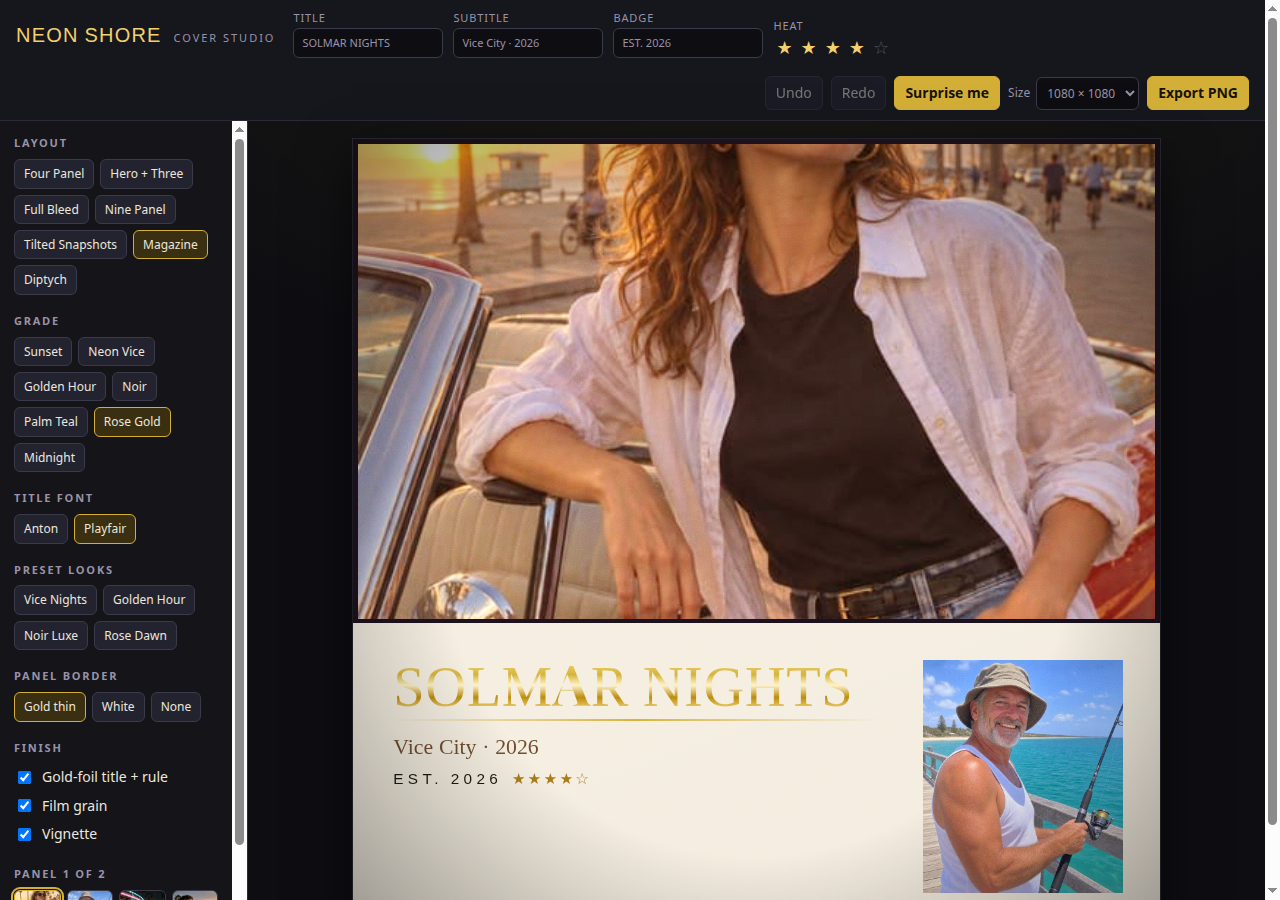 NEON SHORE COVER STUDIO
TITLE
SOLMAR NIGHTS
SUBTITLE
Vice City · 2026
BADGE
EST. 2026
HEAT
★ ★ ★ ★ ☆
Undo
Redo
Surprise me
Size
1080 × 1080
Export PNG
LAYOUT
Four Panel
Hero + Three
Full Bleed
Nine Panel
Tilted Snapshots
Magazine
Diptych
GRADE
Sunset
Neon Vice
Golden Hour
Noir
Palm Teal
Rose Gold
Midnight
TITLE FONT
Anton
Playfair
PRESET LOOKS
Vice Nights
Golden Hour
Noir Luxe
Rose Dawn
PANEL BORDER
Gold thin
White
None
FINISH
Gold-foil title + rule
Film grain
Vignette
PANEL 1 OF 2
SOLMAR NIGHTS
Vice City · 2026
EST. 2026 ★★★★☆